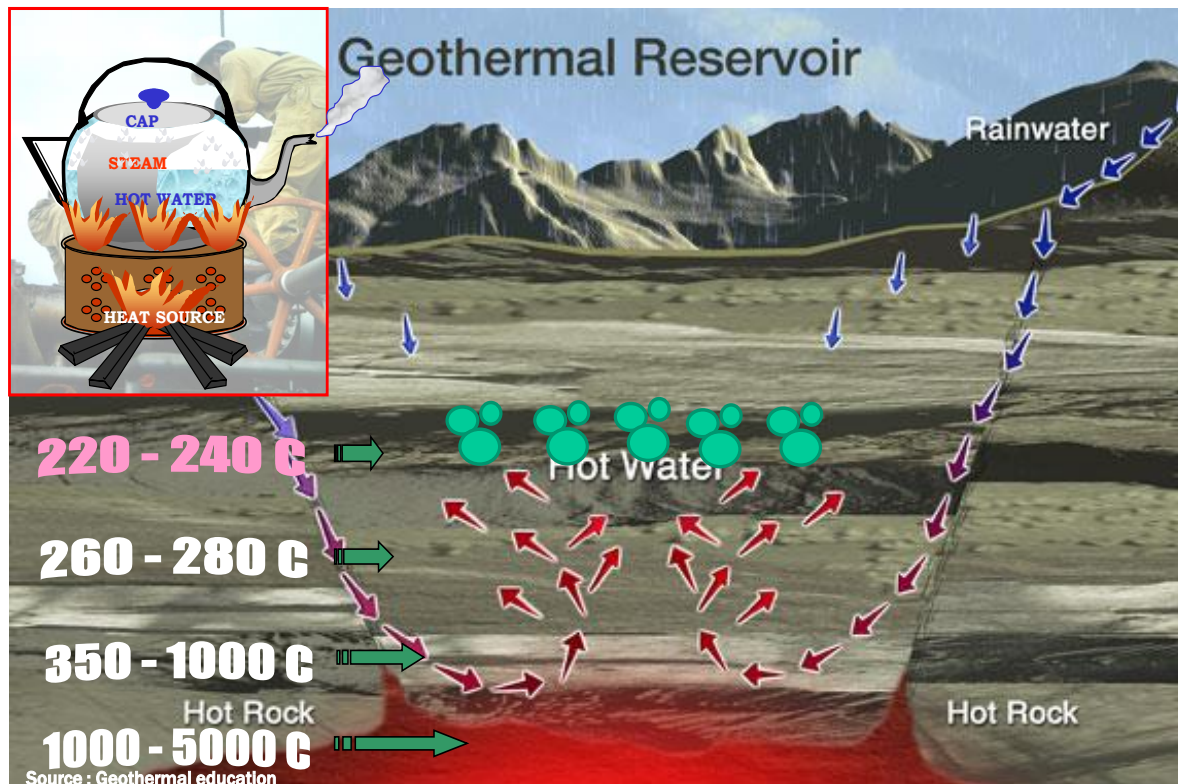 Geothermal Reservoir
CAP
STEAM
HOT WATER
HEAT SOURCE
Rainwater
220 - 240 C
Hot Water
260 - 280 C
350 - 1000 C
Hot Rock
Hot Rock
1000 - 5000 C
Source : Geothermal education